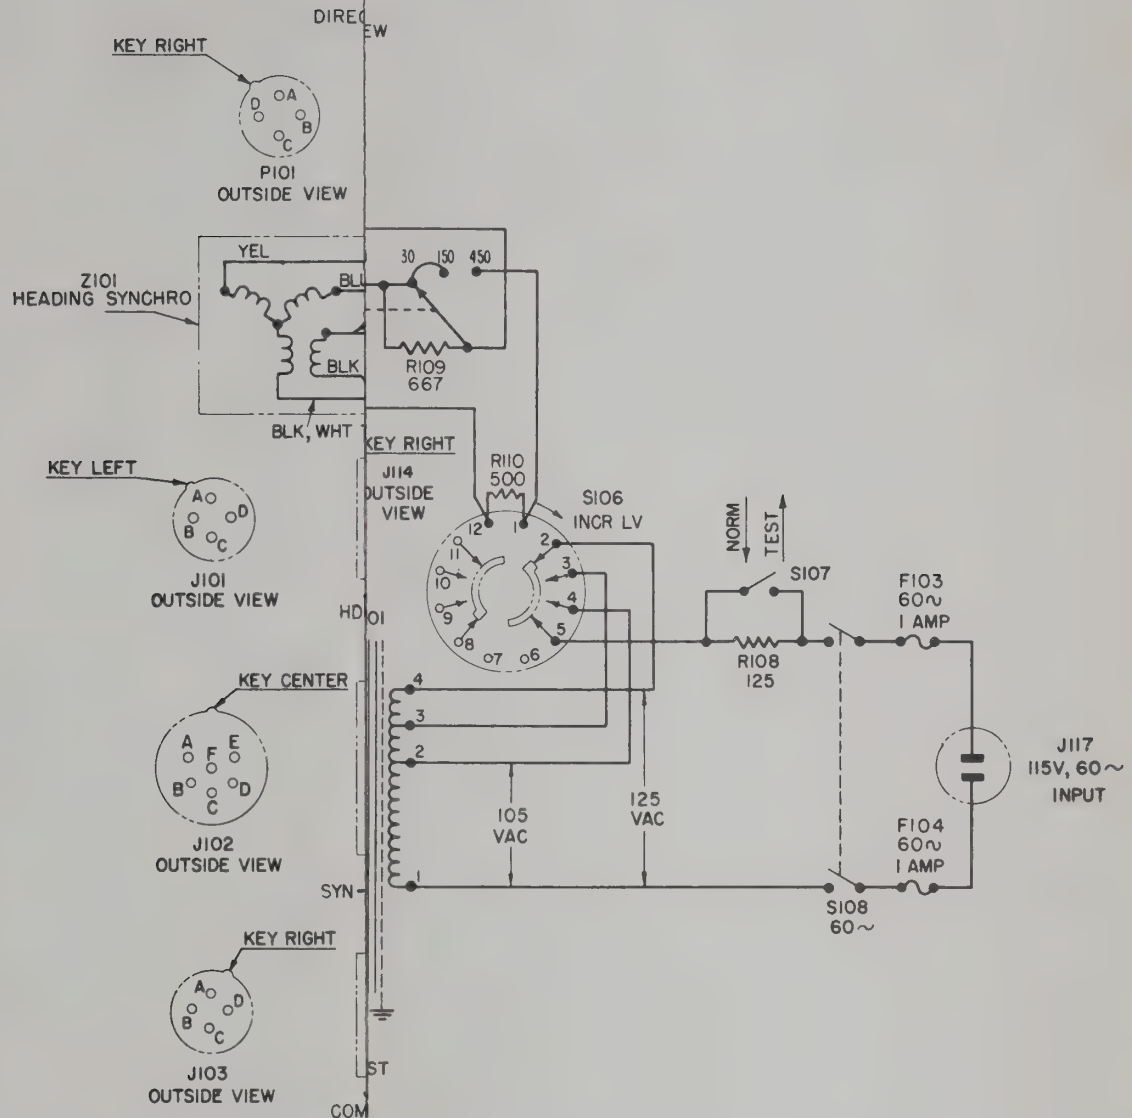 DIREC
EW
KEY RIGHT
D
A
B
C
P101
OUTSIDE VIEW
YEL
30 150 450
Z101
HEADING SYNCHRO
BLU
BLK
R109
667
BLK, WHT
KEY RIGHT
J114
OUTSIDE
VIEW
R110
500
S106
INCR LV
KEY LEFT
A
B
D
C
J101
OUTSIDE VIEW
12
1
11
2
10
3
9
4
8
5
7
6
NORM
TEST
S107
F103
60~
1 AMP
R108
125
HD
01
KEY CENTER
4
3
2
1
A
F
E
B
C
D
J102
OUTSIDE VIEW
105
VAC
125
VAC
J117
115V, 60~
INPUT
F104
60~
1 AMP
SYN
S108
60~
KEY RIGHT
A
D
B
C
J103
OUTSIDE VIEW
ST
COM